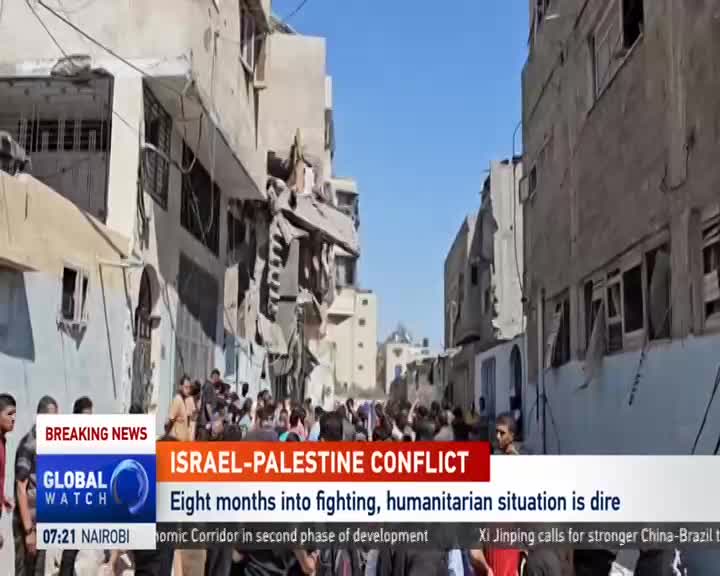 BREAKING NEWS
ISRAEL-PALESTINE CONFLICT
GLOBAL
WATCH
Eight months into fighting, humanitarian situation is dire
07:21 NAIROBI
Corridor in second phase of development
Xi Jinping calls for stronger China-Brazil